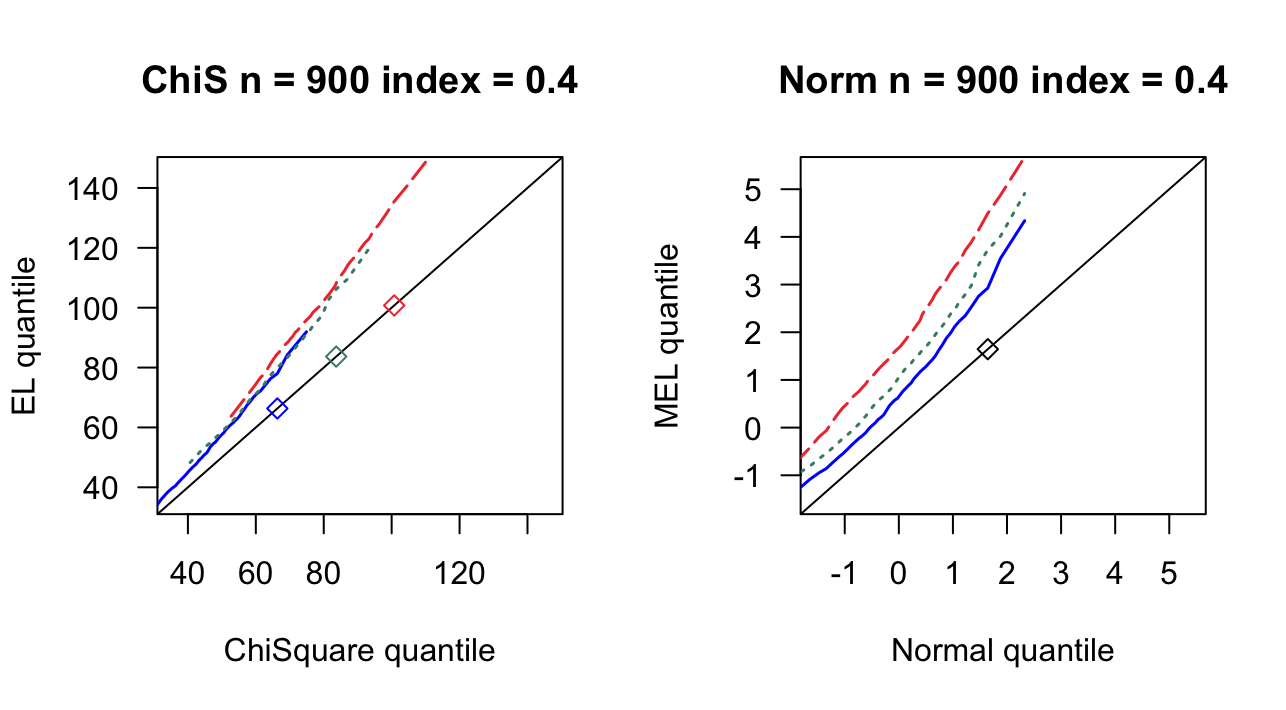 ChiS n = 900 index = 0.4
EL quantile
140
120
100
80
60
40
40 60 80 120
ChiSquare quantile
Norm n = 900 index = 0.4
MEL quantile
5
4
3
2
1
0
-1
-1 0 1 2 3 4 5
Normal quantile